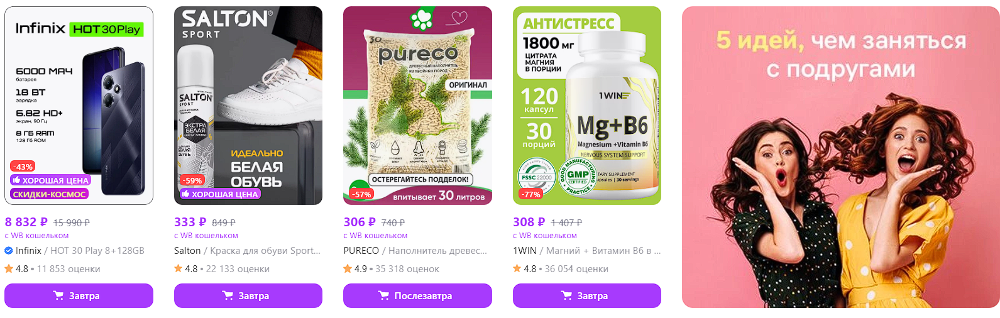 Infinix HOT 30 Play
6000 МАЧ
батарея
18 ВТ
зарядка
6.82 HD+
экран, 90 Гц
8 ГБ RAM
128 Гб ROM
-43%
ХОРОШАЯ ЦЕНА
СКИДКИ-КОСМОС
8 832 ₽ 15 990 ₽
с WB кошельком
Infinix / HOT 30 Play 8+128GB
4.8 • 11 853 оценки
Завтра
SALTON®
SPORT
SALTON
SPORT
ЭКСТРА
БЕЛАЯ
ИДЕАЛЬНО
БЕЛАЯ
ОБУВЬ
-59%
ХОРОШАЯ ЦЕНА
333 ₽ 849 ₽
с WB кошельком
Salton / Краска для обуви Sport...
4.8 • 22 133 оценки
Завтра
30
pureco
ДРЕВЕСНЫЙ НАПОЛНИТЕЛЬ
ИЗ ХВОЙНЫХ ПОРОД
ОРИГИНАЛ
ОСТЕРЕГАЙТЕСЬ ПОДДЕЛОК!
-57%
впитывает 30 литров
306 ₽ 740 ₽
с WB кошельком
PURECO / Наполнитель древес...
4.9 • 35 318 оценок
Послезавтра
АНТИСТРЕСС
1800 мг
ЦИТРАТА
МАГНИЯ
В ПОРЦИИ
120
капсул
30
порций
1WIN
Mg+B6
Magnesium +Vitamin B6
NERVOUS SYSTEM SUPPORT
TARY SUPPLEMENT
apsules | 30 servings
FSSC 22000
GOOD MANUFACTURING
GMP
CERTIFIED
PRACTICE
-77%
308 ₽ 1 407 ₽
с WB кошельком
1WIN / Магний + Витамин B6 в ...
4.8 • 36 054 оценки
Завтра
5 идей, чем заняться
с подругами